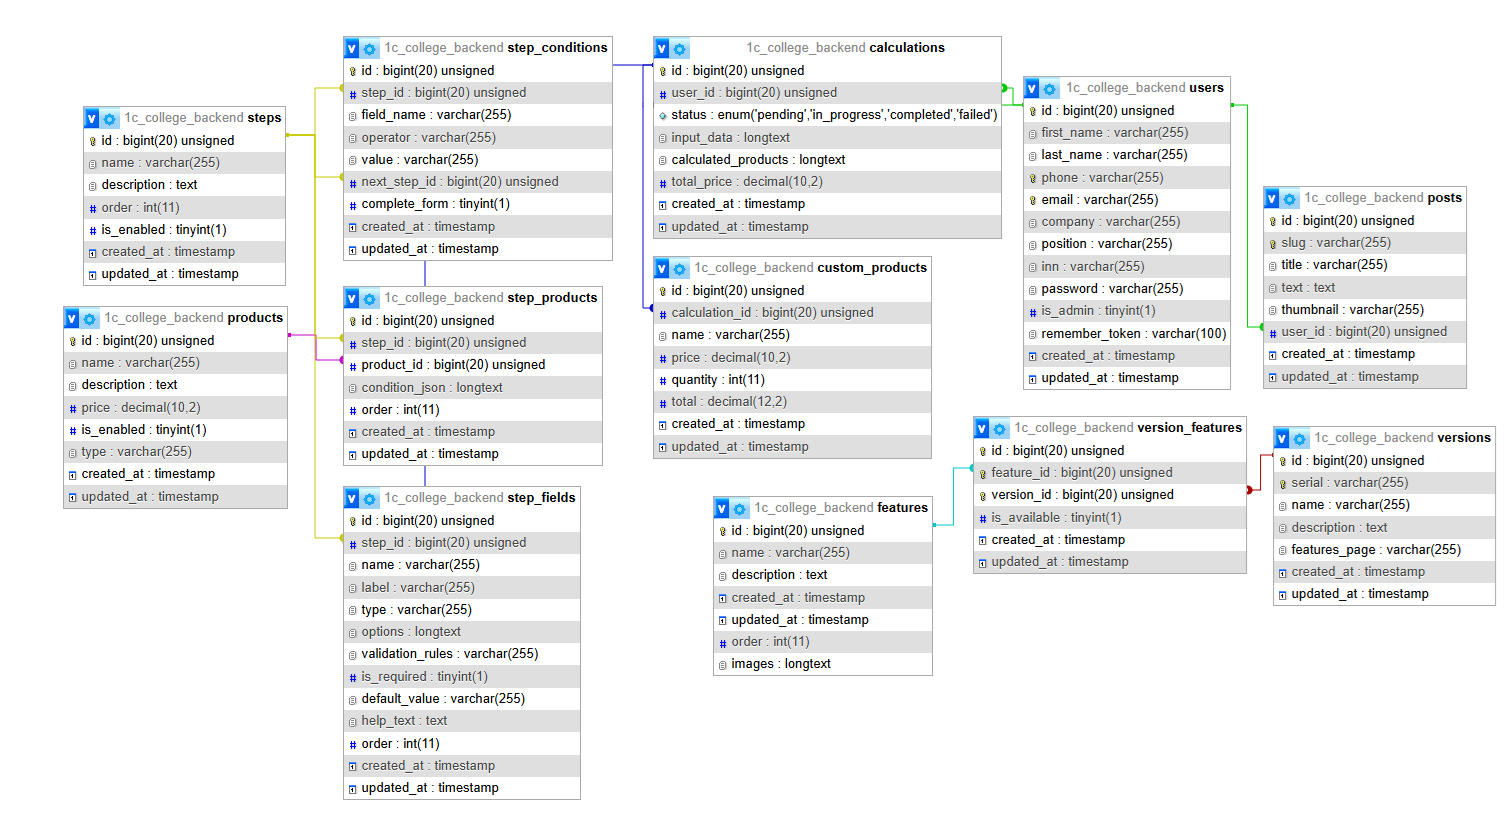 1c_college_backend steps
id : bigint(20) unsigned
name : varchar(255)
description : text
order : int(11)
is_enabled : tinyint(1)
created_at : timestamp
updated_at : timestamp
1c_college_backend products
id : bigint(20) unsigned
name : varchar(255)
description : text
price : decimal(10,2)
is_enabled : tinyint(1)
type : varchar(255)
created_at : timestamp
updated_at : timestamp
1c_college_backend step_conditions
id : bigint(20) unsigned
step_id : bigint(20) unsigned
field_name : varchar(255)
operator : varchar(255)
value : varchar(255)
next_step_id : bigint(20) unsigned
complete_form : tinyint(1)
created_at : timestamp
updated_at : timestamp
1c_college_backend step_products
id : bigint(20) unsigned
step_id : bigint(20) unsigned
product_id : bigint(20) unsigned
condition_json : longtext
order : int(11)
created_at : timestamp
updated_at : timestamp
1c_college_backend step_fields
id : bigint(20) unsigned
step_id : bigint(20) unsigned
name : varchar(255)
label : varchar(255)
type : varchar(255)
options : longtext
validation_rules : varchar(255)
is_required : tinyint(1)
default_value : varchar(255)
help_text : text
order : int(11)
created_at : timestamp
updated_at : timestamp
1c_college_backend calculations
id : bigint(20) unsigned
user_id : bigint(20) unsigned
status : enum('pending','in_progress','completed','failed')
input_data : longtext
calculated_products : longtext
total_price : decimal(10,2)
created_at : timestamp
updated_at : timestamp
1c_college_backend custom_products
id : bigint(20) unsigned
calculation_id : bigint(20) unsigned
name : varchar(255)
price : decimal(10,2)
quantity : int(11)
total : decimal(12,2)
created_at : timestamp
updated_at : timestamp
1c_college_backend features
id : bigint(20) unsigned
name : varchar(255)
description : text
created_at : timestamp
updated_at : timestamp
order : int(11)
images : longtext
1c_college_backend users
id : bigint(20) unsigned
first_name : varchar(255)
last_name : varchar(255)
phone : varchar(255)
email : varchar(255)
company : varchar(255)
position : varchar(255)
inn : varchar(255)
password : varchar(255)
is_admin : tinyint(1)
remember_token : varchar(100)
created_at : timestamp
updated_at : timestamp
1c_college_backend version_features
id : bigint(20) unsigned
feature_id : bigint(20) unsigned
version_id : bigint(20) unsigned
is_available : tinyint(1)
created_at : timestamp
updated_at : timestamp
1c_college_backend posts
id : bigint(20) unsigned
slug : varchar(255)
title : varchar(255)
text : text
thumbnail : varchar(255)
user_id : bigint(20) unsigned
created_at : timestamp
updated_at : timestamp
1c_college_backend versions
id : bigint(20) unsigned
serial : varchar(255)
name : varchar(255)
description : text
features_page : varchar(255)
created_at : timestamp
updated_at : timestamp